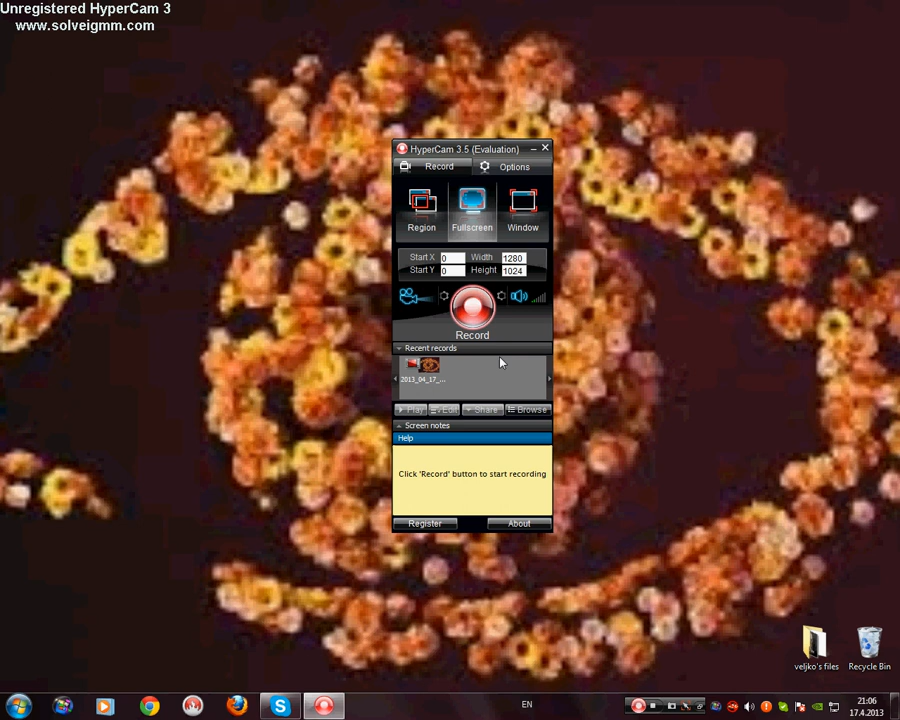 Unregistered HyperCam 3
www.solveigmm.com
HyperCam 3.5 (Evaluation)
Record
Options
Region
Fullscreen
Window
Start X 0 Width 1280
Start Y 0 Height 1024
Record
Recent records
2013_04_17_...
Play Edit Share Browse
Screen notes
Help
Click 'Record' button to start recording
Register
About
veljko's files
Recycle Bin
EN
21:06
17.4.2013